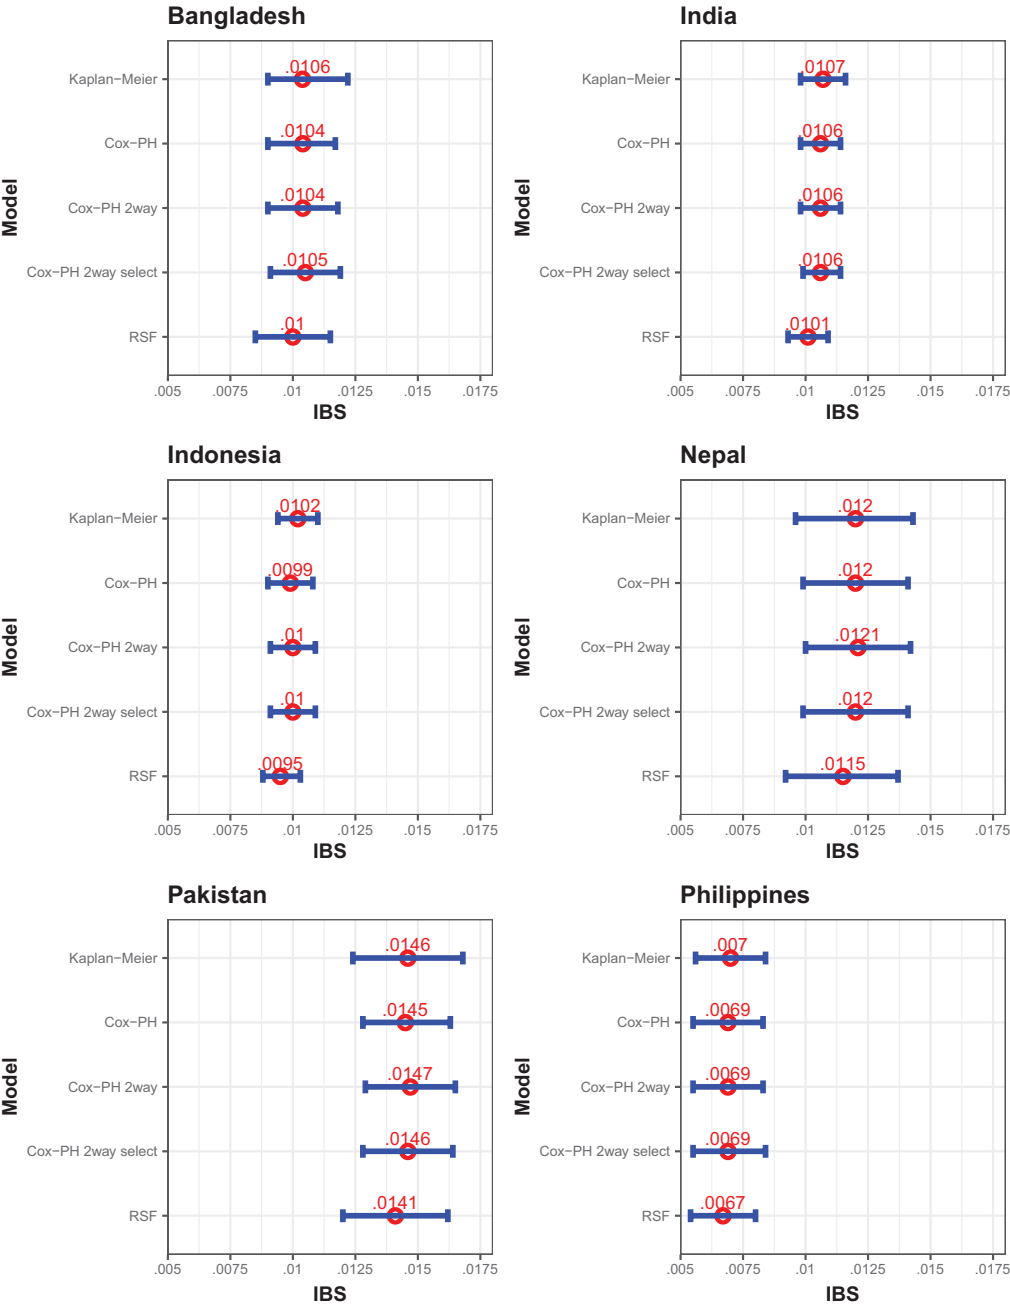 Bangladesh
Model
Kaplan−Meier
Cox−PH
Cox−PH 2way
Cox−PH 2way select
RSF
.0106
.0104
.0104
.0105
.01
.005 .0075 .01 .0125 .015 .0175
IBS
India
Model
Kaplan−Meier
Cox−PH
Cox−PH 2way
Cox−PH 2way select
RSF
.0107
.0106
.0106
.0106
.0101
.005 .0075 .01 .0125 .015 .0175
IBS
Indonesia
Model
Kaplan−Meier
Cox−PH
Cox−PH 2way
Cox−PH 2way select
RSF
.0102
.0099
.01
.01
.0095
.005 .0075 .01 .0125 .015 .0175
IBS
Nepal
Model
Kaplan−Meier
Cox−PH
Cox−PH 2way
Cox−PH 2way select
RSF
.012
.012
.0121
.012
.0115
.005 .0075 .01 .0125 .015 .0175
IBS
Pakistan
Model
Kaplan−Meier
Cox−PH
Cox−PH 2way
Cox−PH 2way select
RSF
.0146
.0145
.0147
.0146
.0141
.005 .0075 .01 .0125 .015 .0175
IBS
Philippines
Model
Kaplan−Meier
Cox−PH
Cox−PH 2way
Cox−PH 2way select
RSF
.007
.0069
.0069
.0069
.0067
.005 .0075 .01 .0125 .015 .0175
IBS